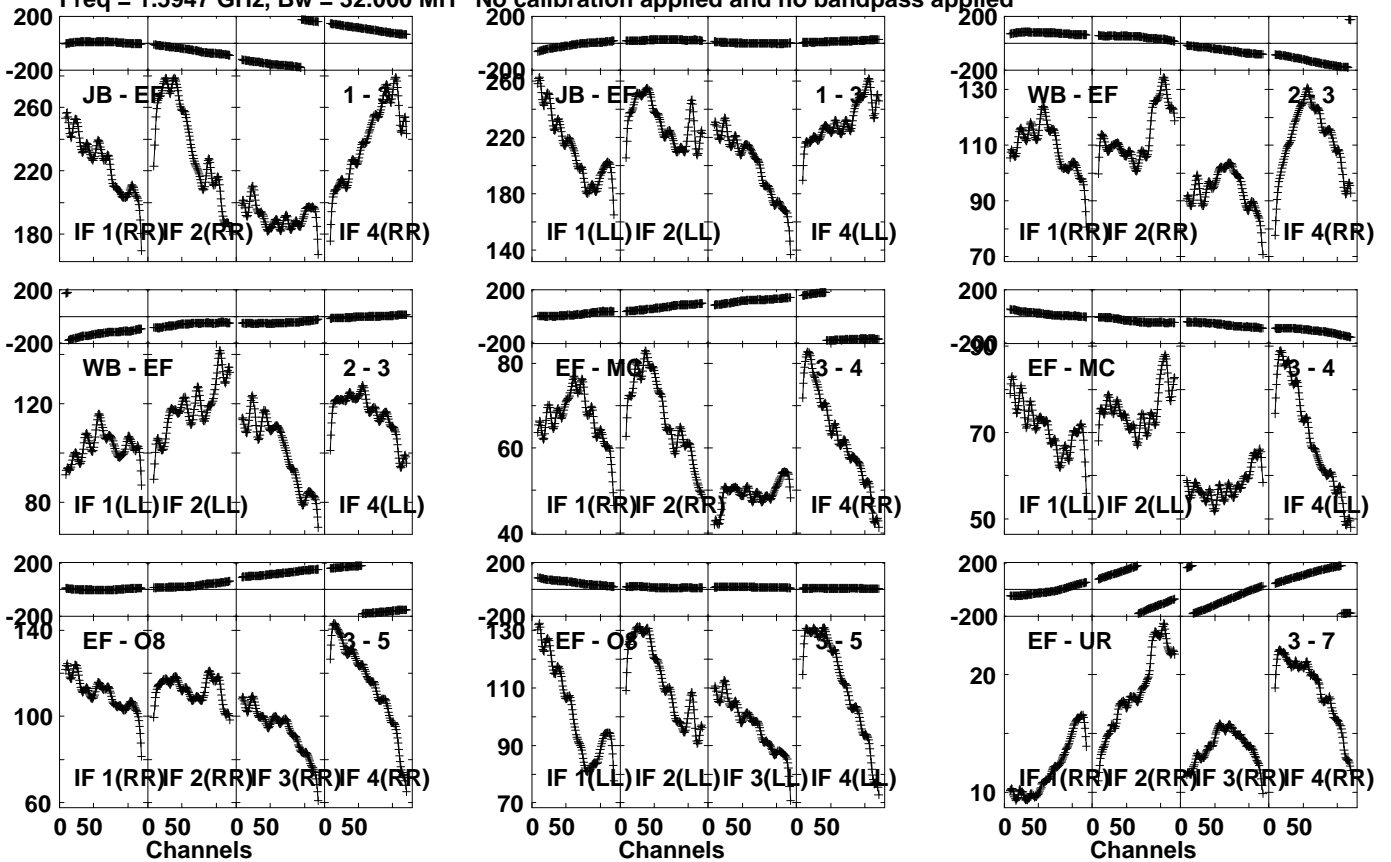 Freq = 1.5947 GHz, Bw = 32.000 MH No calibration applied and no bandpass applied
200
-200
260
220
180
JB - EF 1 - 3
IF 1(RR) IF 2(RR) IF 4(RR)
200
-200
260
220
180
140
JB - EF 1 - 3
IF 1(LL) IF 2(LL) IF 4(LL)
200
-200
130
110
90
70
WB - EF 2 - 3
IF 1(RR) IF 2(RR) IF 4(RR)
200
-200
120
80
WB - EF 2 - 3
IF 1(LL) IF 2(LL) IF 4(LL)
200
-200
80
60
40
EF - MC 3 - 4
IF 1(RR) IF 2(RR) IF 4(RR)
200
-200
90
70
50
EF - MC 3 - 4
IF 1(LL) IF 2(LL) IF 4(LL)
200
-200
140
100
60
EF - O8 3 - 5
IF 1(RR) IF 2(RR) IF 3(RR) IF 4(RR)
0 50 0 50 0 50 0 50
Channels
200
-200
130
110
90
70
EF - O8 3 - 5
IF 1(LL) IF 2(LL) IF 3(LL) IF 4(LL)
0 50 0 50 0 50 0 50
Channels
200
-200
20
10
EF - UR 3 - 7
IF 1(RR) IF 2(RR) IF 3(RR) IF 4(RR)
0 50 0 50 0 50 0 50
Channels